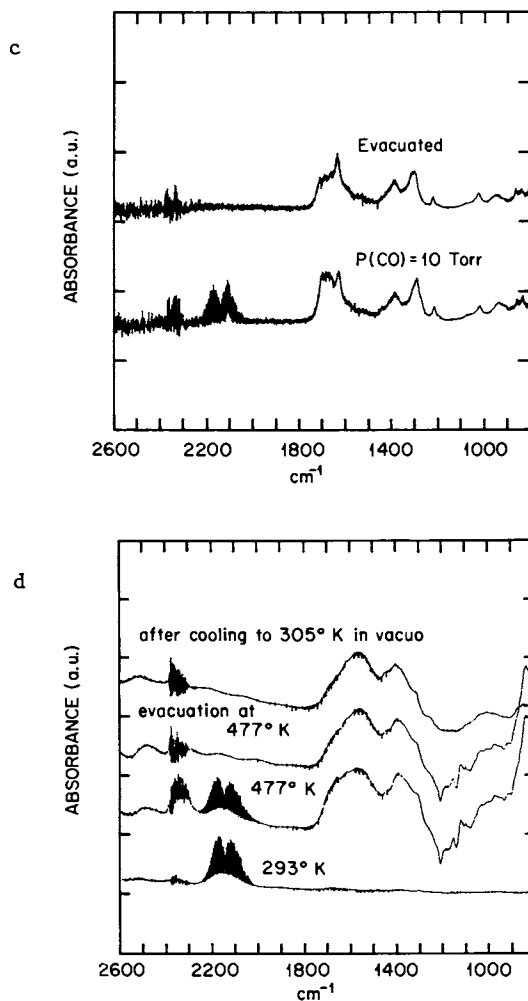 c
ABSORBANCE (a.u.)
Evacuated
P(CO) = 10 Torr
2600 2200 1800 1400 1000
cm⁻¹
d
ABSORBANCE (a.u.)
after cooling to 305° K in vacuo
evacuation at
477° K
477° K
293° K
2600 2200 1800 1400 1000
cm⁻¹